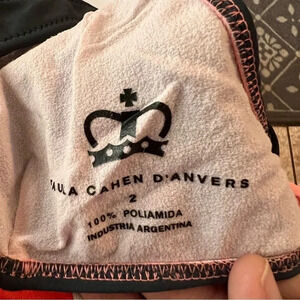 PAULA CAHEN D'ANVERS
2
100% POLIAMIDA
INDUSTRIA ARGENTINA